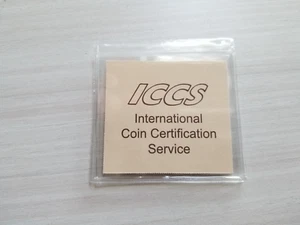 ICCS
International
Coin Certification
Service